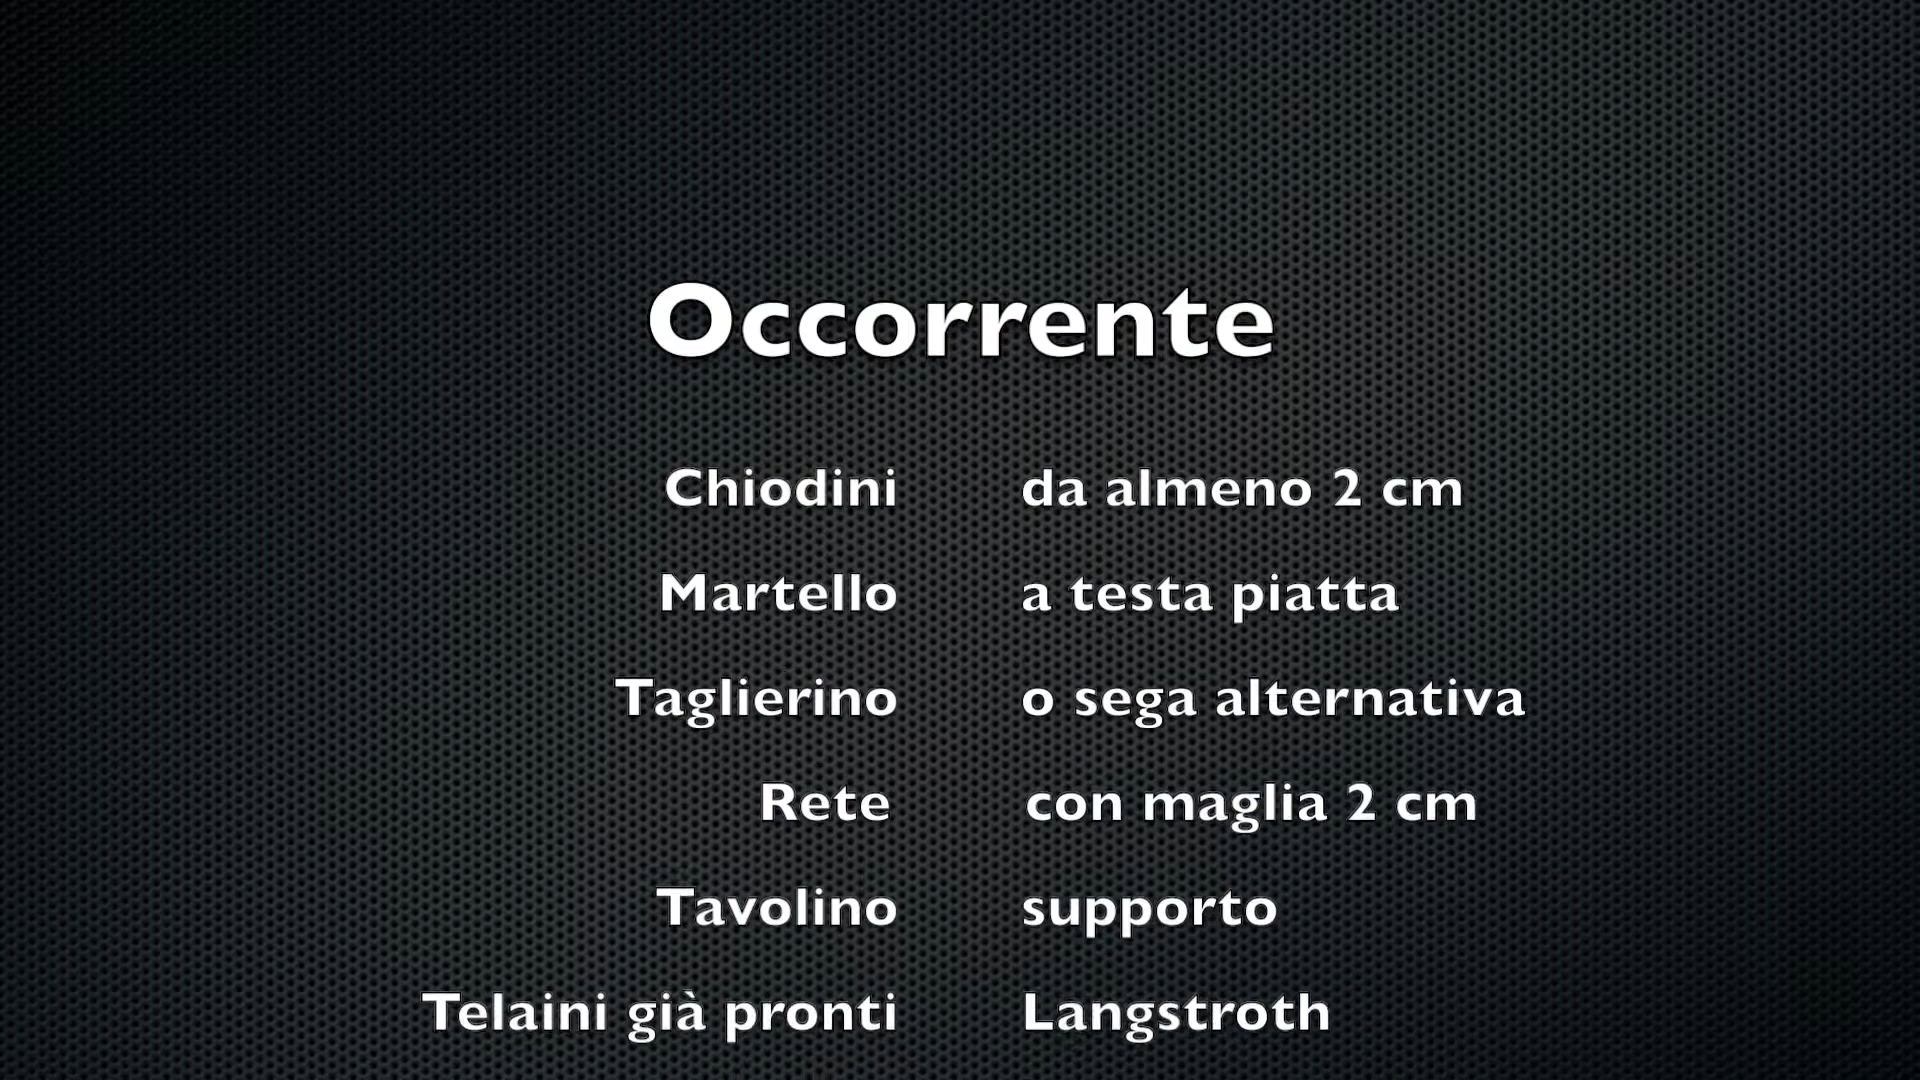 Occorrente
Chiodini da almeno 2 cm
Martello a testa piatta
Taglierino o sega alternativa
Rete con maglia 2 cm
Tavolino supporto
Telaini già pronti Langstroth